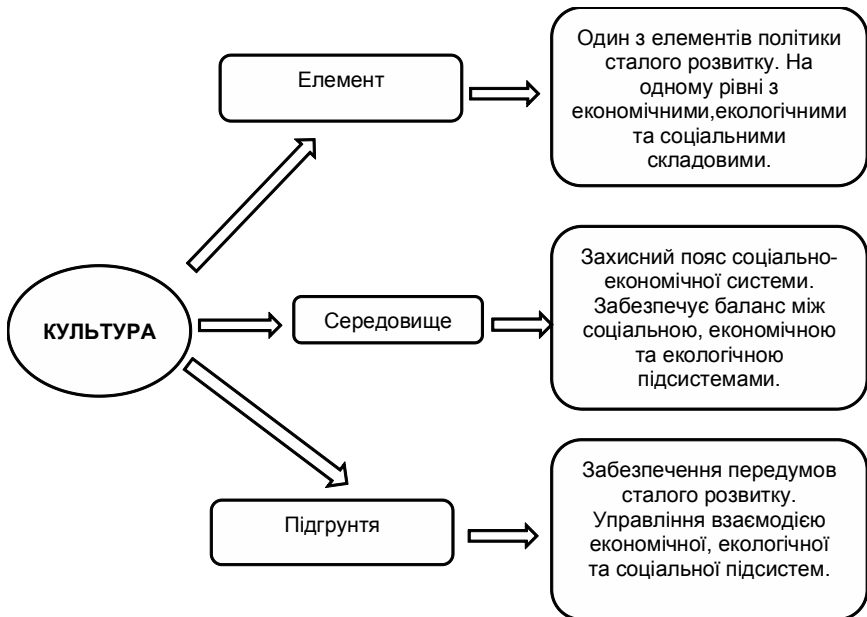 Елемент
Один з елементів політики
сталого розвитку. На
одному рівні з
економічними,екологічними
та соціальними
складовими.
КУЛЬТУРА
Середовище
Захисний пояс соціально-
економічної системи.
Забезпечує баланс між
соціальною, економічною
та екологічною
підсистемами.
Підгрунтя
Забезпечення передумов
сталого розвитку.
Управління взаємодією
економічної, екологічної
та соціальної підсистем.